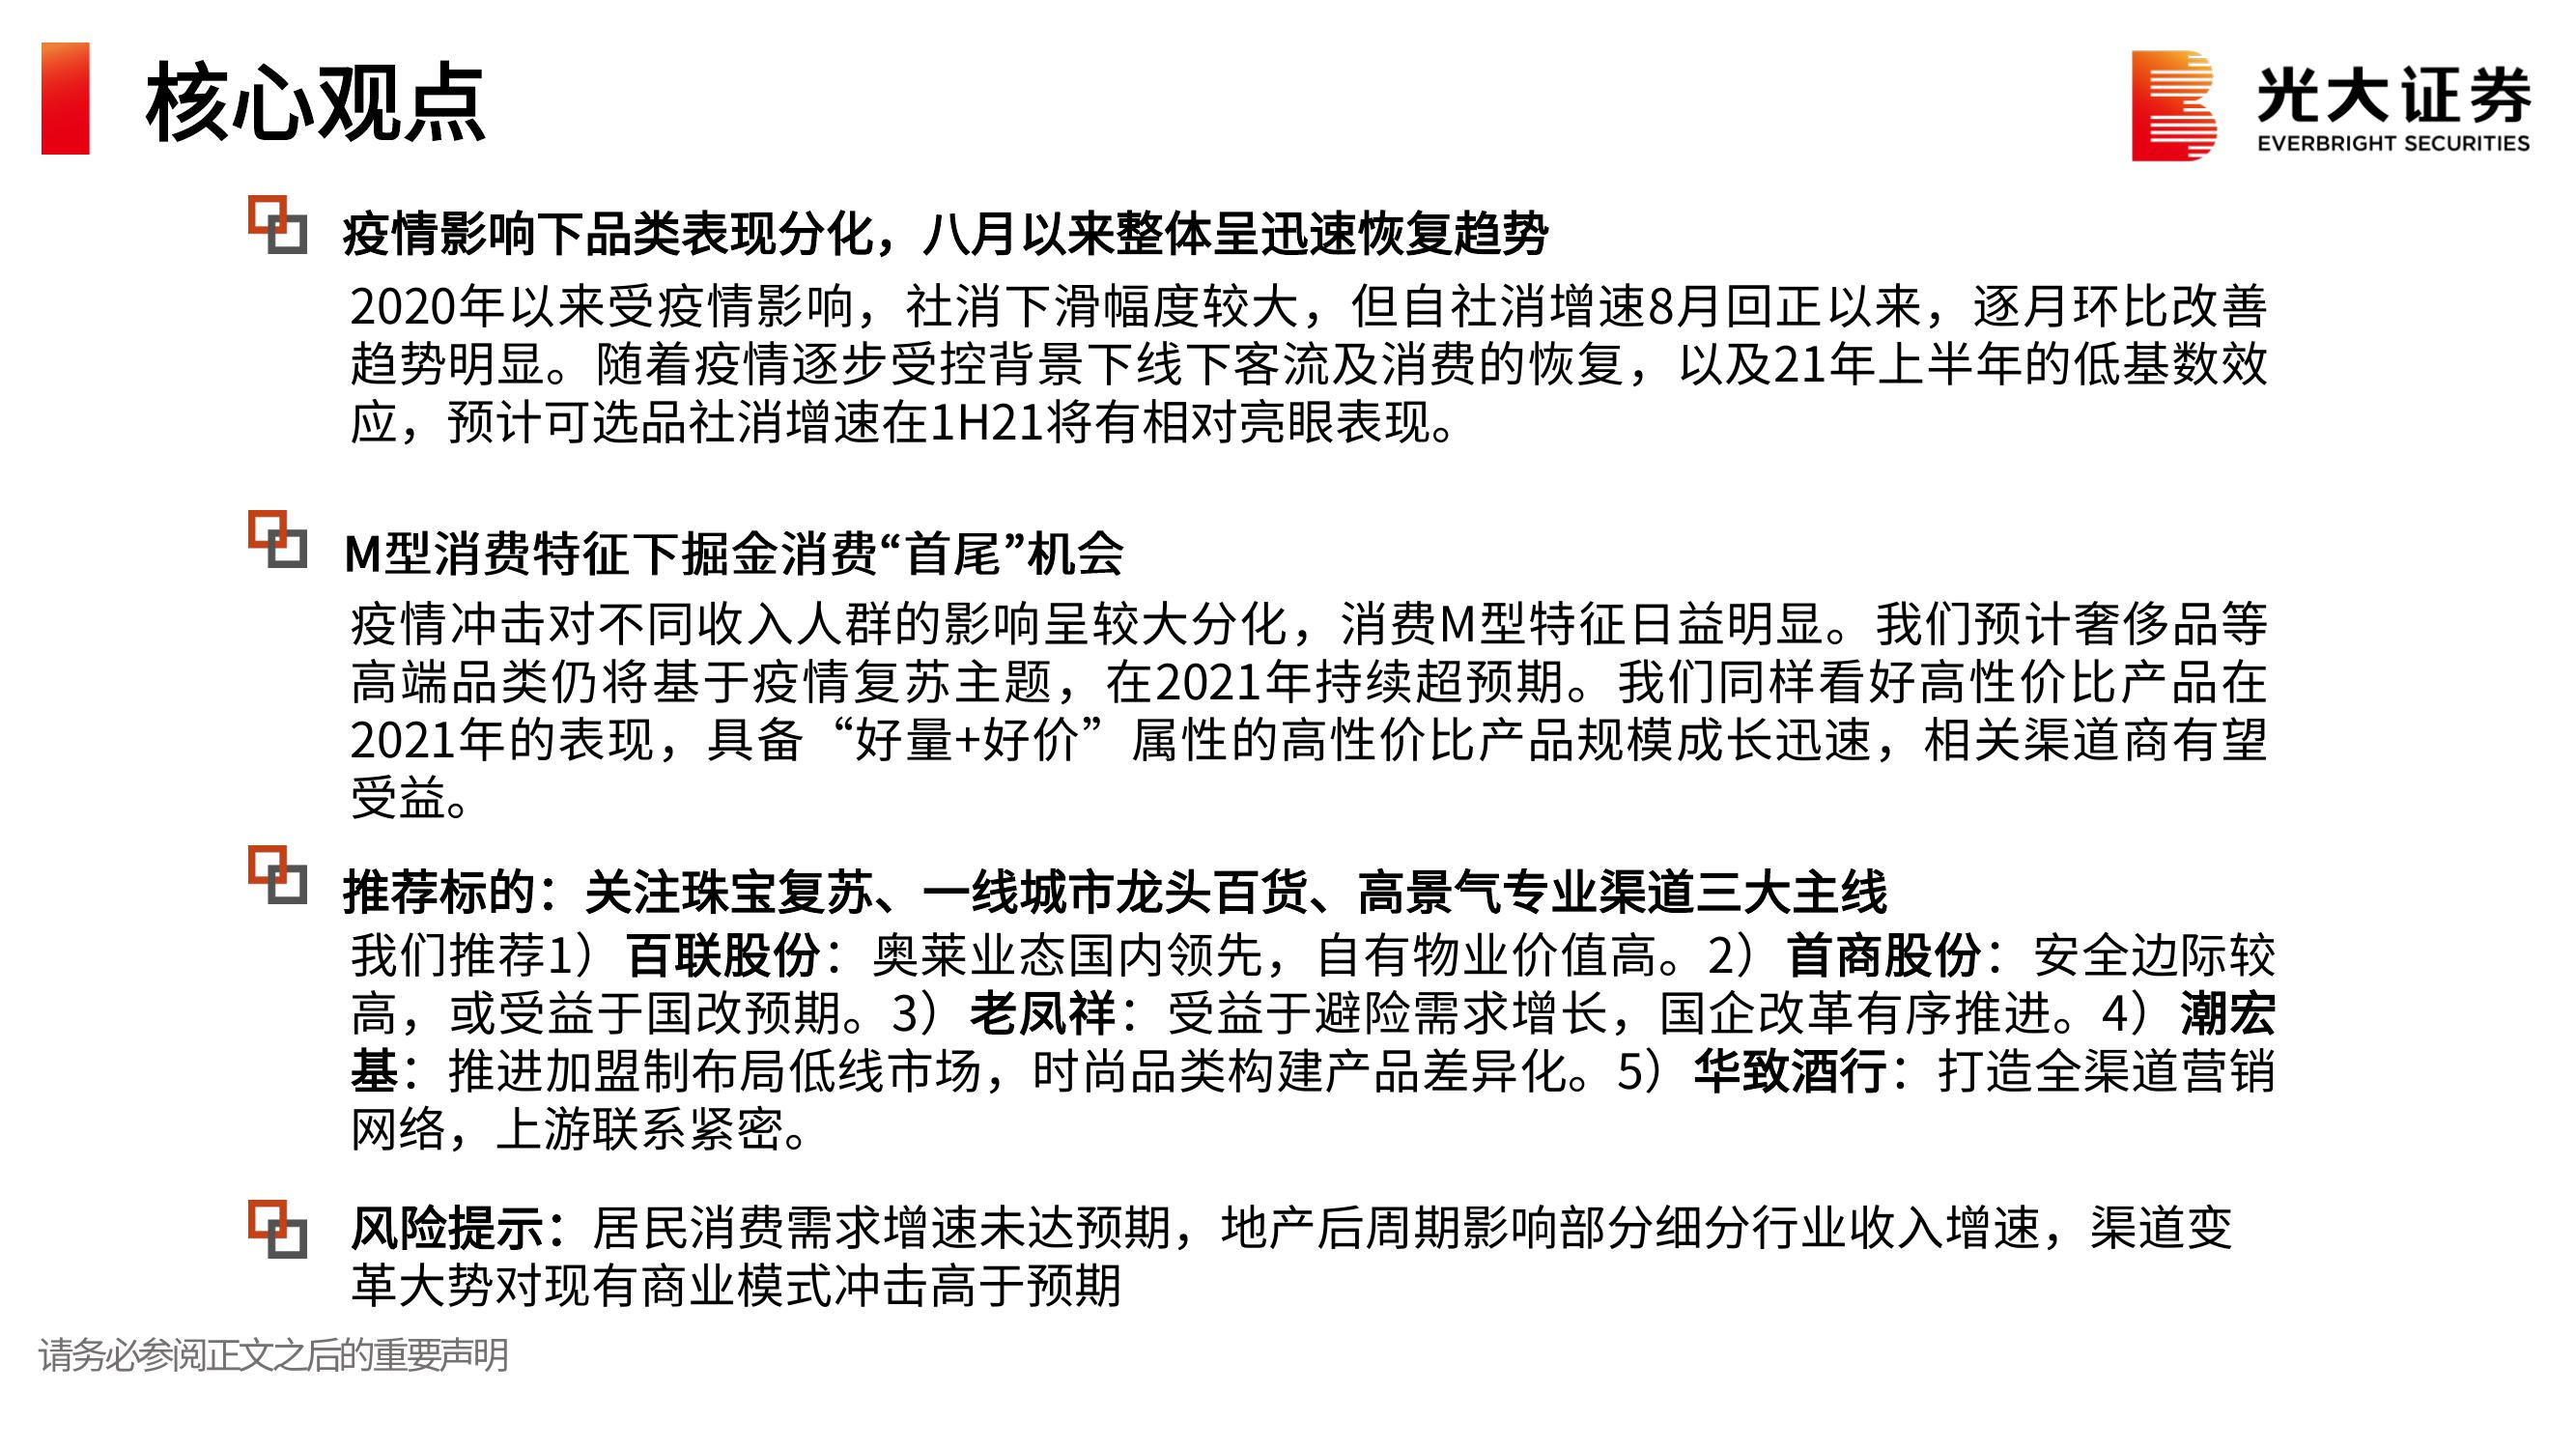 核心观点
光大证券
EVERBRIGHT SECURITIES
疫情影响下品类表现分化，八月以来整体呈迅速恢复趋势
2020年以来受疫情影响，社消下滑幅度较大，但自社消增速8月回正以来，逐月环比改善
趋势明显。随着疫情逐步受控背景下线下客流及消费的恢复，以及21年上半年的低基数效
应，预计可选品社消增速在1H21将有相对亮眼表现。
M型消费特征下掘金消费“首尾”机会
疫情冲击对不同收入人群的影响呈较大分化，消费M型特征日益明显。我们预计奢侈品等
高端品类仍将基于疫情复苏主题，在2021年持续超预期。我们同样看好高性价比产品在
2021年的表现，具备“好量+好价”属性的高性价比产品规模成长迅速，相关渠道商有望
受益。
推荐标的：关注珠宝复苏、一线城市龙头百货、高景气专业渠道三大主线
我们推荐1）百联股份：奥莱业态国内领先，自有物业价值高。2）首商股份：安全边际较
高，或受益于国改预期。3）老凤祥：受益于避险需求增长，国企改革有序推进。4）潮宏
基：推进加盟制布局低线市场，时尚品类构建产品差异化。5）华致酒行：打造全渠道营销
网络，上游联系紧密。
风险提示：居民消费需求增速未达预期，地产后周期影响部分细分行业收入增速，渠道变
革大势对现有商业模式冲击高于预期
请务必参阅正文之后的重要声明